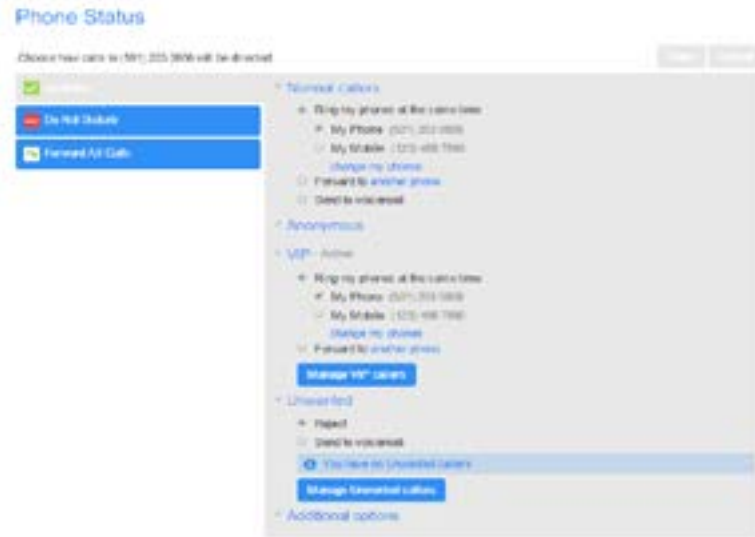 Phone Status
Choose how calls to (591) will be directed
Do Not Disturb
Forward All Calls
Normal callers
Ring my phones at the same time
My Phone
My Mobile
change my phones
Forward to another phone
Send to voicemail
Anonymous
VIP - Active
Ring my phones at the same time
My Phone
My Mobile
change my phones
Forward to another phone
Manage VIP callers
Unwanted
Reject
Send to voicemail
You have no Unwanted callers
Manage Unwanted callers
Additional options